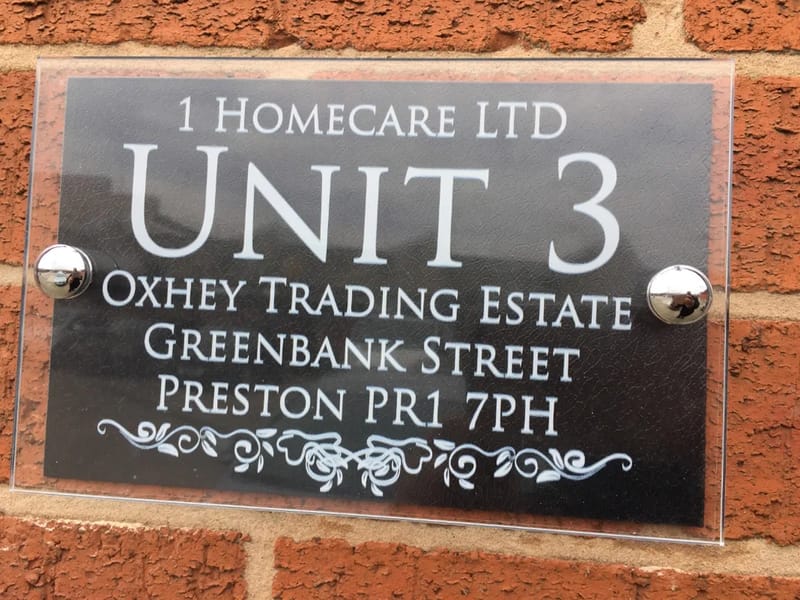 1 Homecare LTD
Unit 3
Oxhey Trading Estate
Greenbank Street
Preston PR1 7PH